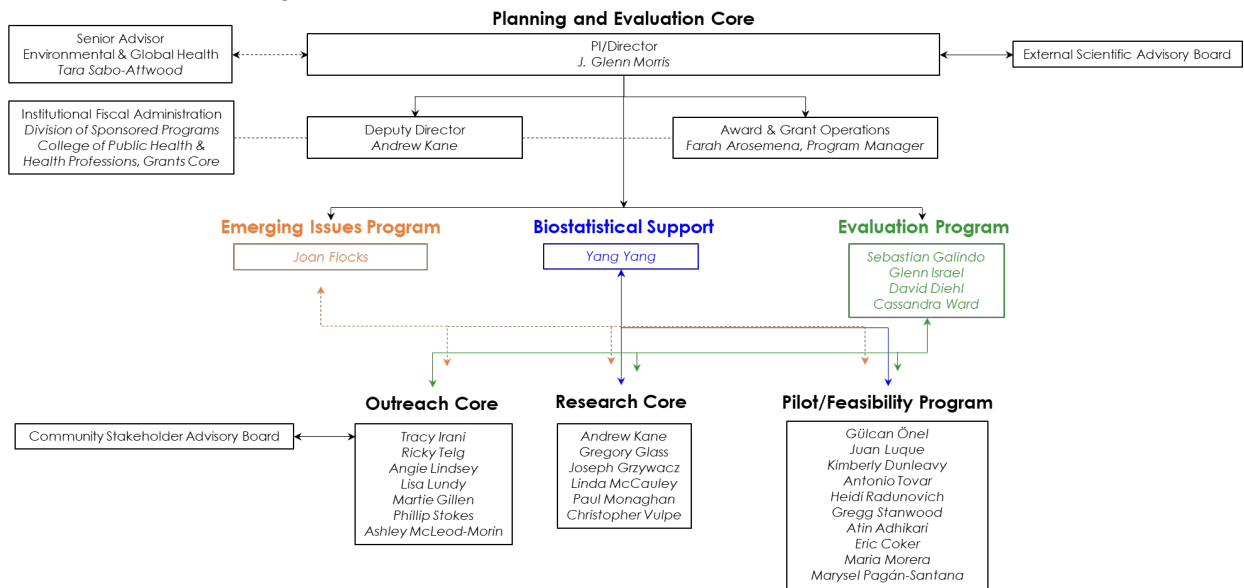 Planning and Evaluation Core
Senior Advisor
Environmental & Global Health
Tara Sabo-Attwood
PI/Director
J. Glenn Morris
External Scientific Advisory Board
Institutional Fiscal Administration
Division of Sponsored Programs
College of Public Health &
Health Professions, Grants Core
Deputy Director
Andrew Kane
Award & Grant Operations
Farah Arosemena, Program Manager
Emerging Issues Program
Joan Flocks
Biostatistical Support
Yang Yang
Evaluation Program
Sebastian Galindo
Glenn Israel
David Diehl
Cassandra Ward
Community Stakeholder Advisory Board
Outreach Core
Tracy Irani
Ricky Telg
Angie Lindsey
Lisa Lundy
Martie Gillen
Phillip Stokes
Ashley McLeod-Morin
Research Core
Andrew Kane
Gregory Glass
Joseph Grzywacz
Linda McCauley
Paul Monaghan
Christopher Vulpe
Pilot/Feasibility Program
Gülcan Önel
Juan Luque
Kimberly Dunleavy
Antonio Tovar
Heidi Radunovich
Gregg Stanwood
Atin Adhikari
Eric Coker
Maria Morera
Marysel Pagán-Santana